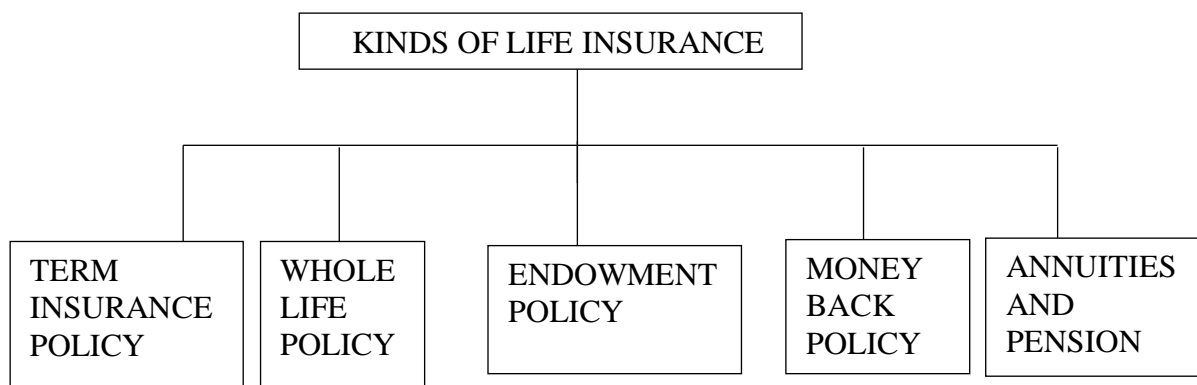 KINDS OF LIFE INSURANCE
TERM
INSURANCE
POLICY
WHOLE
LIFE
POLICY
ENDOWMENT
POLICY
MONEY
BACK
POLICY
ANNUITIES
AND
PENSION